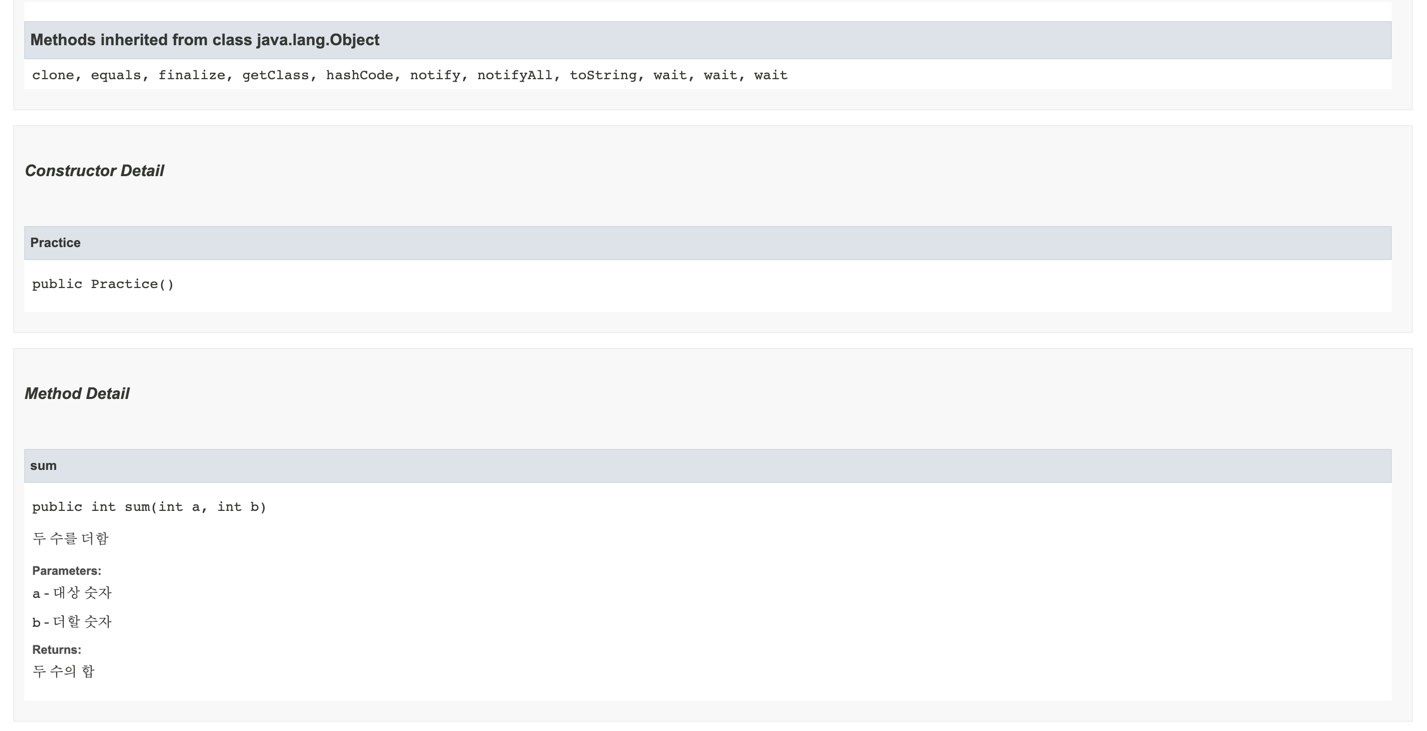 Methods inherited from class java.lang.Object
clone, equals, finalize, getClass, hashCode, notify, notifyAll, toString, wait, wait, wait
Constructor Detail
Practice
public Practice()
Method Detail
sum
public int sum(int a, int b)
두 수를 더함
Parameters:
a - 대상 숫자
b - 더할 숫자
Returns:
두 수의 합